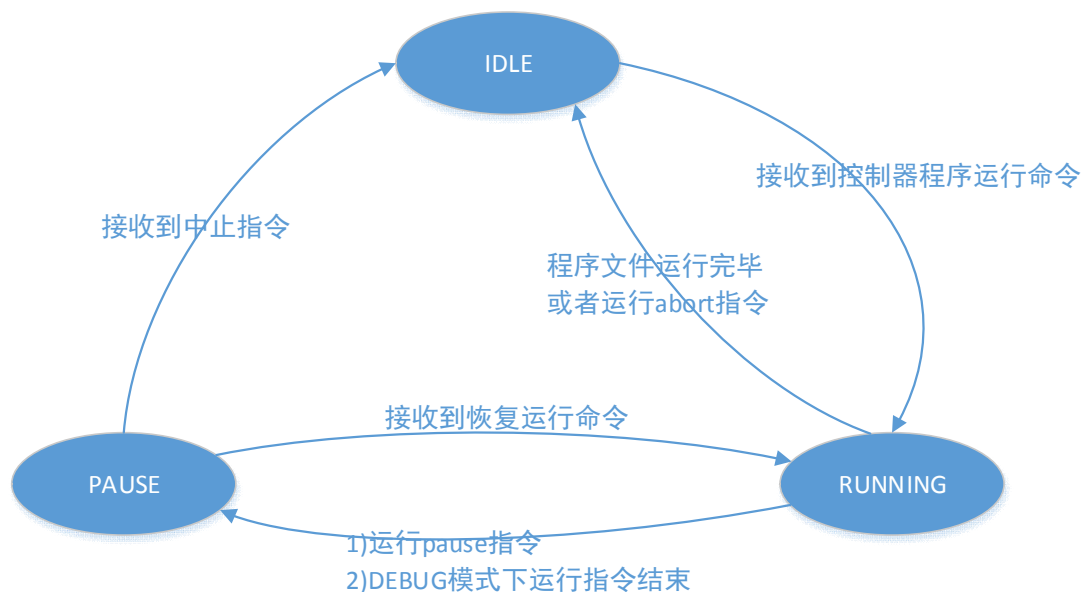 IDLE
接收到控制器程序运行命令
接收到中止指令
程序文件运行完毕
或者运行abort指令
接收到恢复运行命令
PAUSE
RUNNING
1)运行pause指令
2)DEBUG模式下运行指令结束